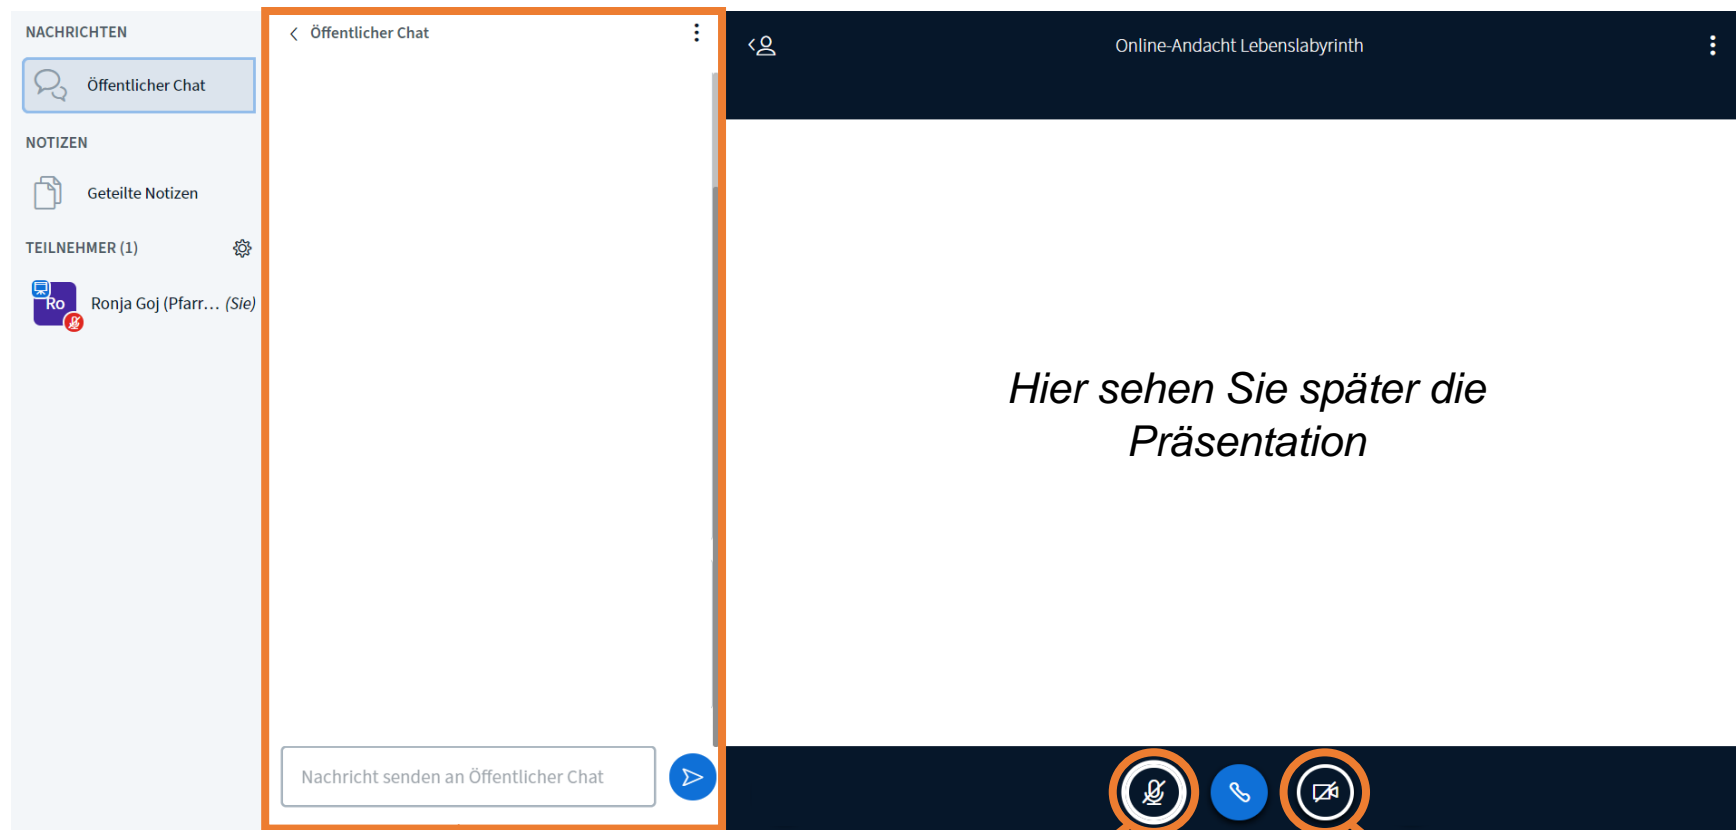 NACHRICHTEN
Öffentlicher Chat
NOTIZEN
Geteilte Notizen
TEILNEHMER (1)
Ro
Ronja Goj (Pfarr... (Sie)
Öffentlicher Chat
Nachricht senden an Öffentlicher Chat
Online-Andacht Lebenslabyrinth
Hier sehen Sie später die
Präsentation